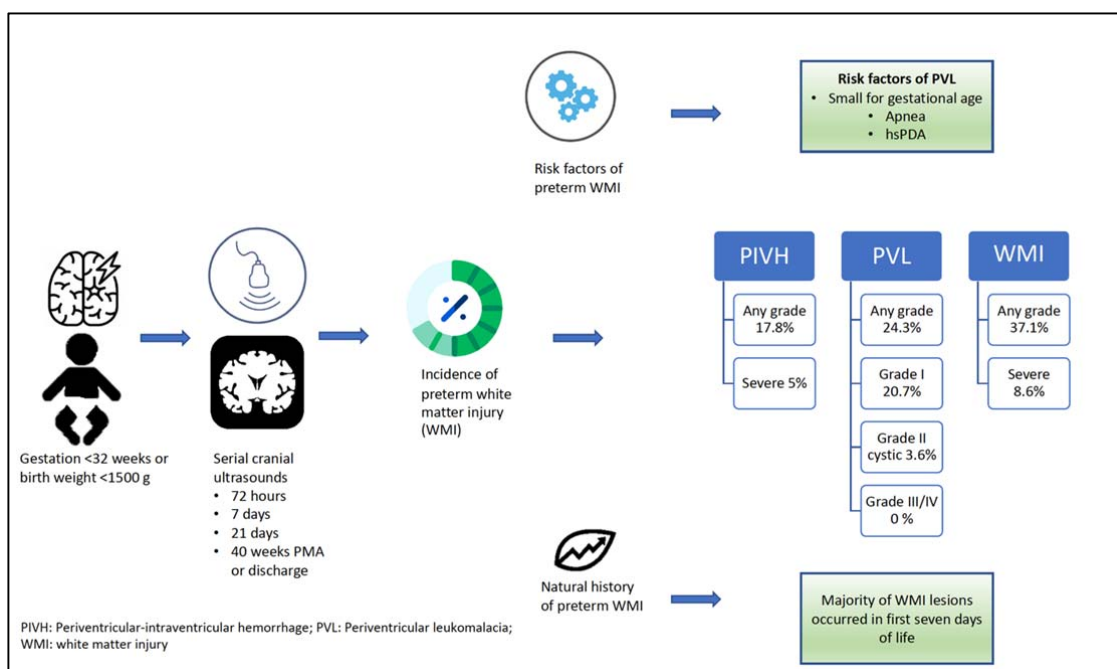 Risk factors of
preterm WMI
Risk factors of PVL
• Small for gestational age
• Apnea
• hsPDA
Gestation <32 weeks or
birth weight <1500 g
Serial cranial
ultrasounds
• 72 hours
• 7 days
• 21 days
• 40 weeks PMA
or discharge
Incidence of
preterm white
matter injury
(WMI)
PIVH
Any grade
17.8%
Severe 5%
PVL
Any grade
24.3%
Grade I
20.7%
Grade II
cystic 3.6%
Grade III/IV
0 %
WMI
Any grade
37.1%
Severe
8.6%
Natural history
of preterm WMI
Majority of WMI lesions
occurred in first seven days
of life
PIVH: Periventricular-intraventricular hemorrhage; PVL: Periventricular leukomalacia;
WMI: white matter injury